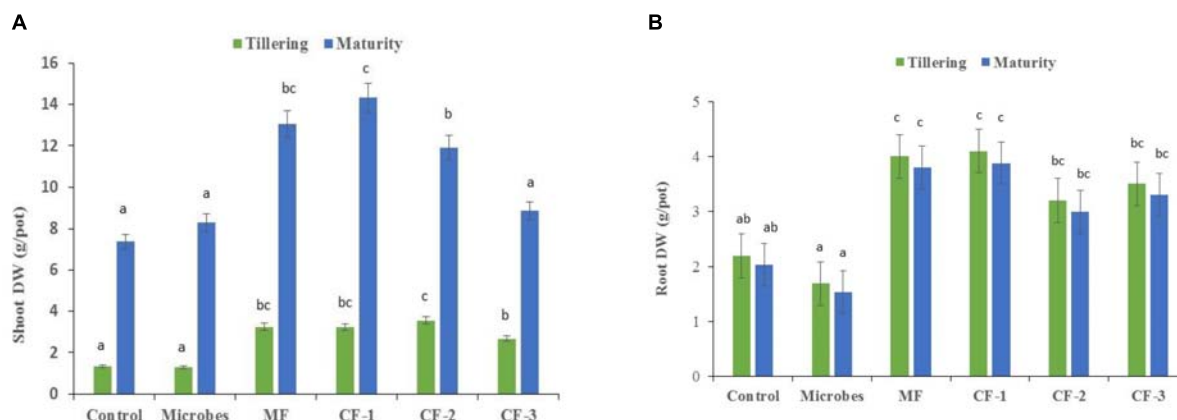 A
Tillering Maturity
Shoot DW (g/pot)
16
14
12
10
8
6
4
2
0
a
a
a
a
bc
bc
bc
c
c
b
b
a
Control Microbes MF CF-1 CF-2 CF-3
B
Tillering Maturity
Root DW (g/pot)
5
4
3
2
1
0
ab ab
a a
c c
c c
bc bc
bc bc
Control Microbes MF CF-1 CF-2 CF-3